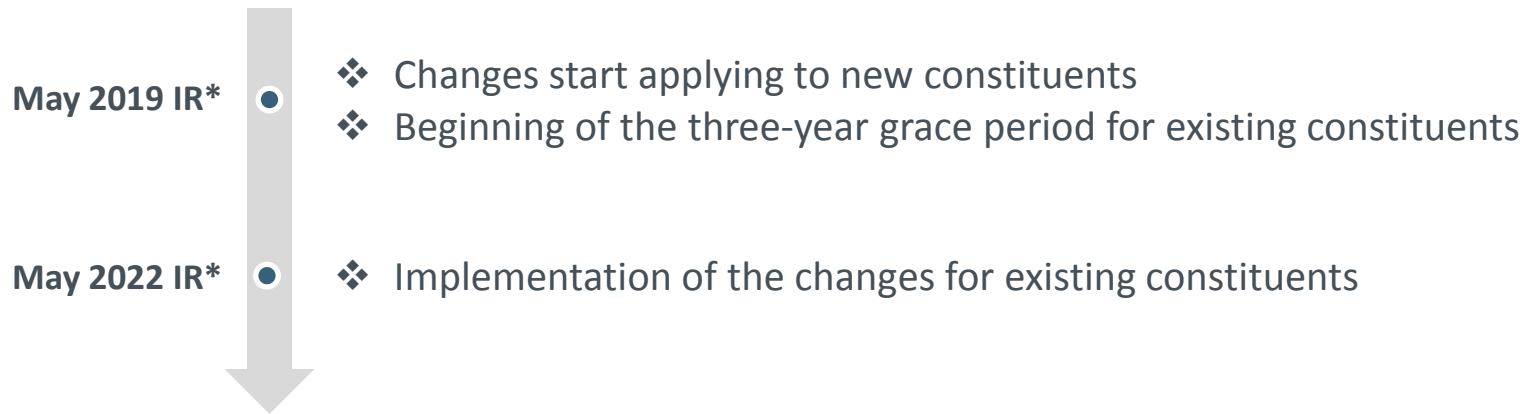 May 2019 IR*
❖ Changes start applying to new constituents
❖ Beginning of the three-year grace period for existing constituents
May 2022 IR*
❖ Implementation of the changes for existing constituents